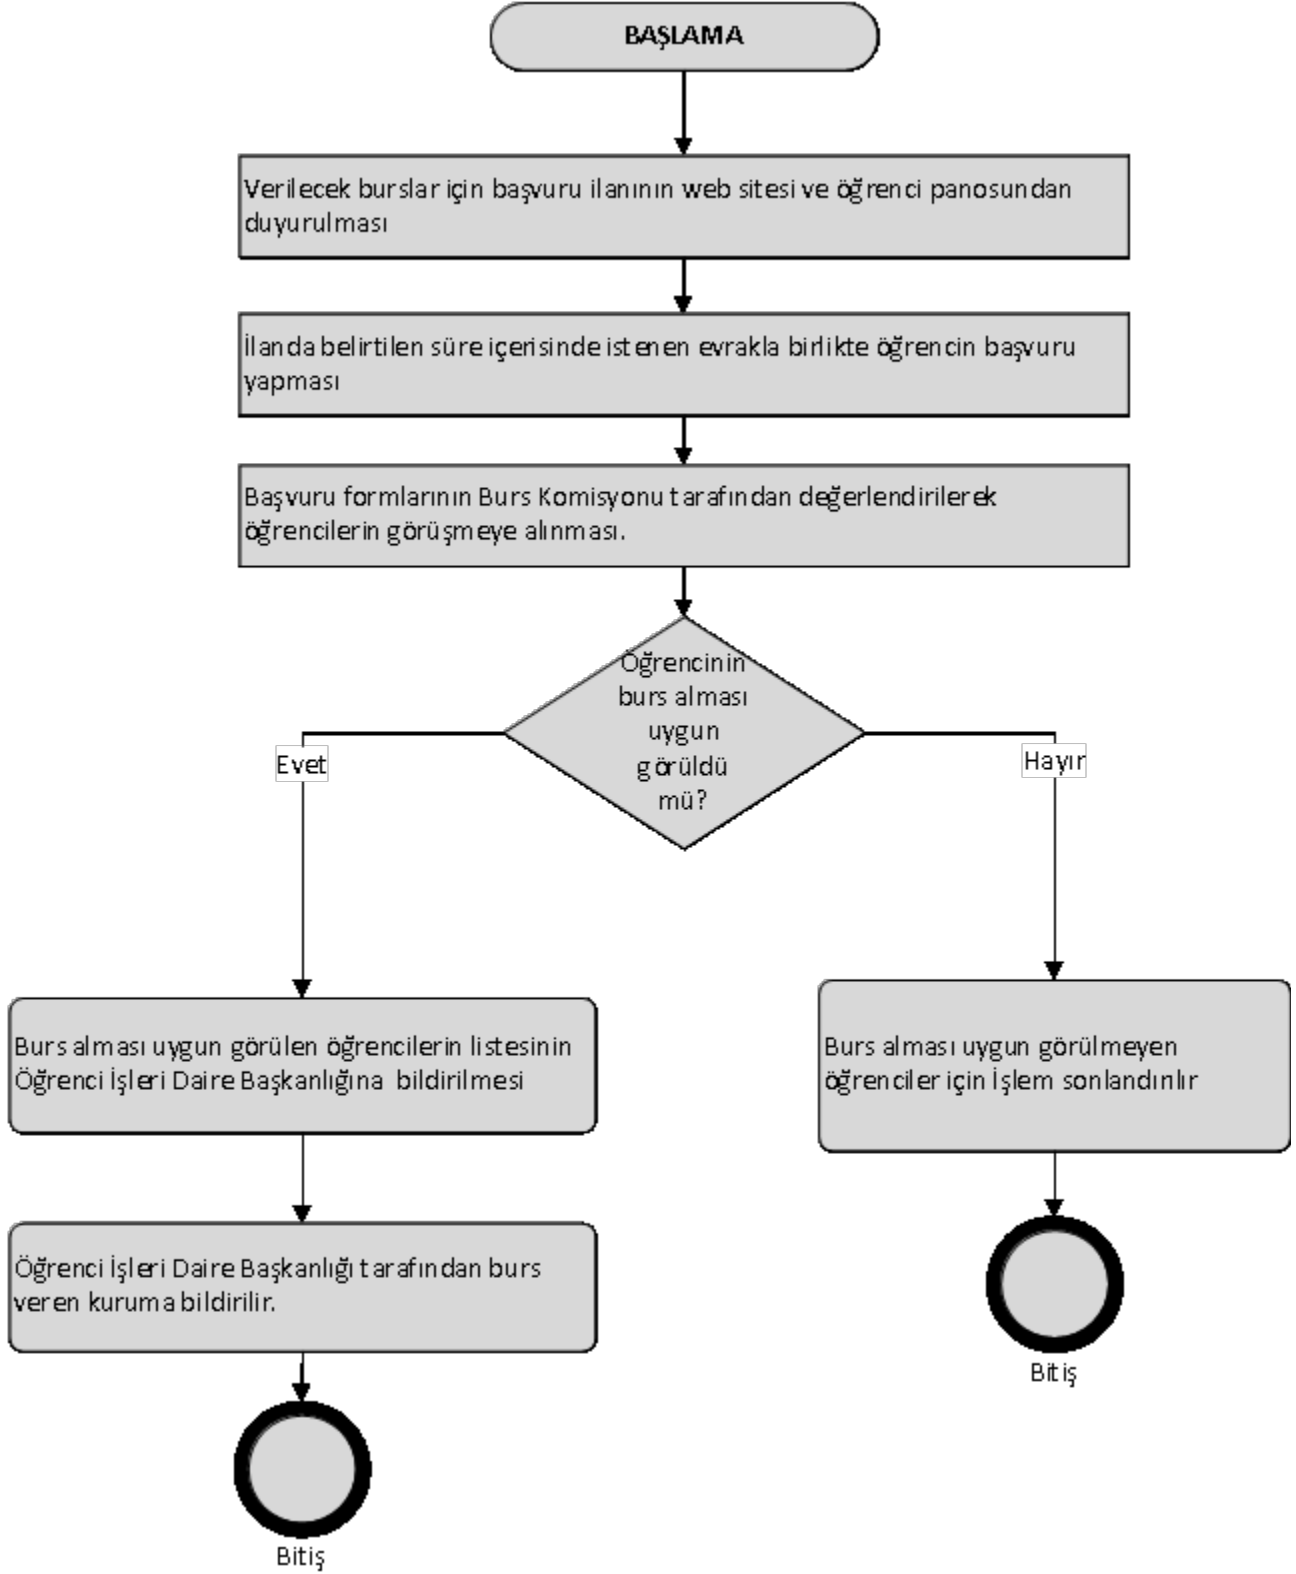 BAŞLAMA
Verilecek burslar için başvuru ilanının web sitesi ve öğrenci panosundan
duyurulması
İlanda belirtilen süre içerisinde istenen evrakla birlikte öğrencin başvuru
yapması
Başvuru formlarının Burs Komisyonu tarafından değerlendirilerek
öğrencilerin görüşmeye alınması.
Öğrencinin
burs alması
uygun
görüldü
mü?
Evet
Hayır
Burs alması uygun görülen öğrencilerin listesinin
Öğrenci İşleri Daire Başkanlığına bildirilmesi
Burs alması uygun görülmeyen
öğrenciler için İşlem sonlandırılır
Öğrenci İşleri Daire Başkanlığı tarafından burs
veren kuruma bildirilir.
Bitiş
Bitiş